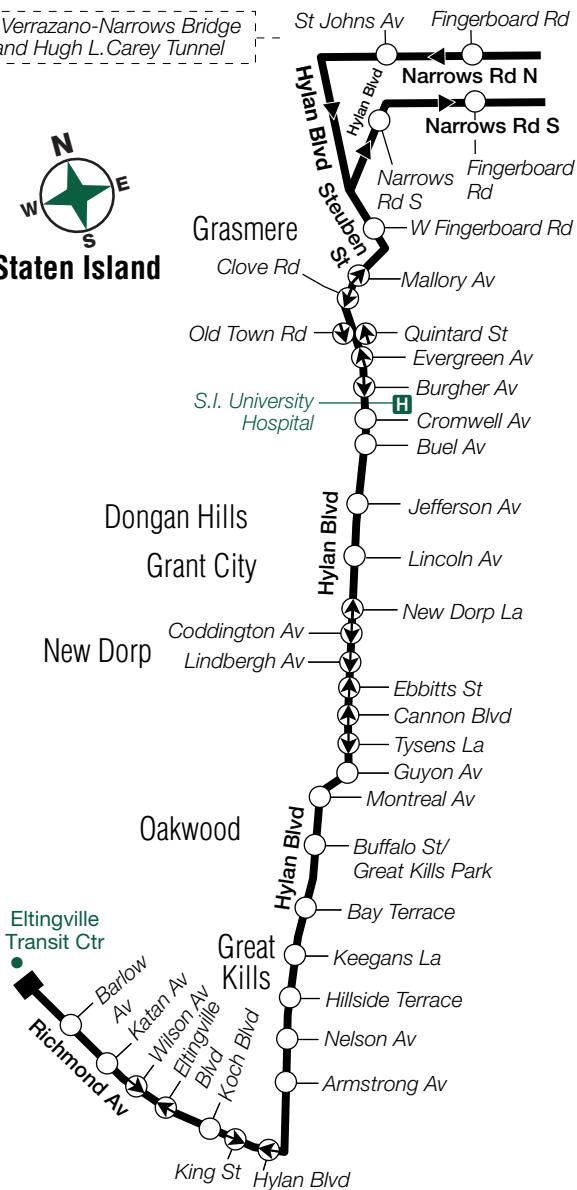 Verrazano-Narrows Bridge
and Hugh L.Carey Tunnel
St Johns Av
Fingerboard Rd
Narrows Rd N
Hylan Blvd
Hylan Blvd
Narrows Rd S
Fingerboard
Rd
Narrows
Rd S
N
E
W
S
Staten Island
Steuben
St
W Fingerboard Rd
Grasmere
Clove Rd
Mallory Av
Old Town Rd
Quintard St
Evergreen Av
Burgher Av
S.I. University
Hospital
H
Cromwell Av
Buel Av
Jefferson Av
Dongan Hills
Hylan Blvd
Grant City
Lincoln Av
New Dorp La
Coddington Av
New Dorp
Lindbergh Av
Ebbitts St
Cannon Blvd
Tysens La
Guyon Av
Montreal Av
Oakwood
Hylan Blvd
Buffalo St/
Great Kills Park
Bay Terrace
Eltingville
Transit Ctr
Great
Kills
Keegans La
Hillside Terrace
Nelson Av
Armstrong Av
Barlow
Av
Katan Av
Wilson Av
Eltingville
Blvd
Koch Blvd
Richmond Av
King St
Hylan Blvd